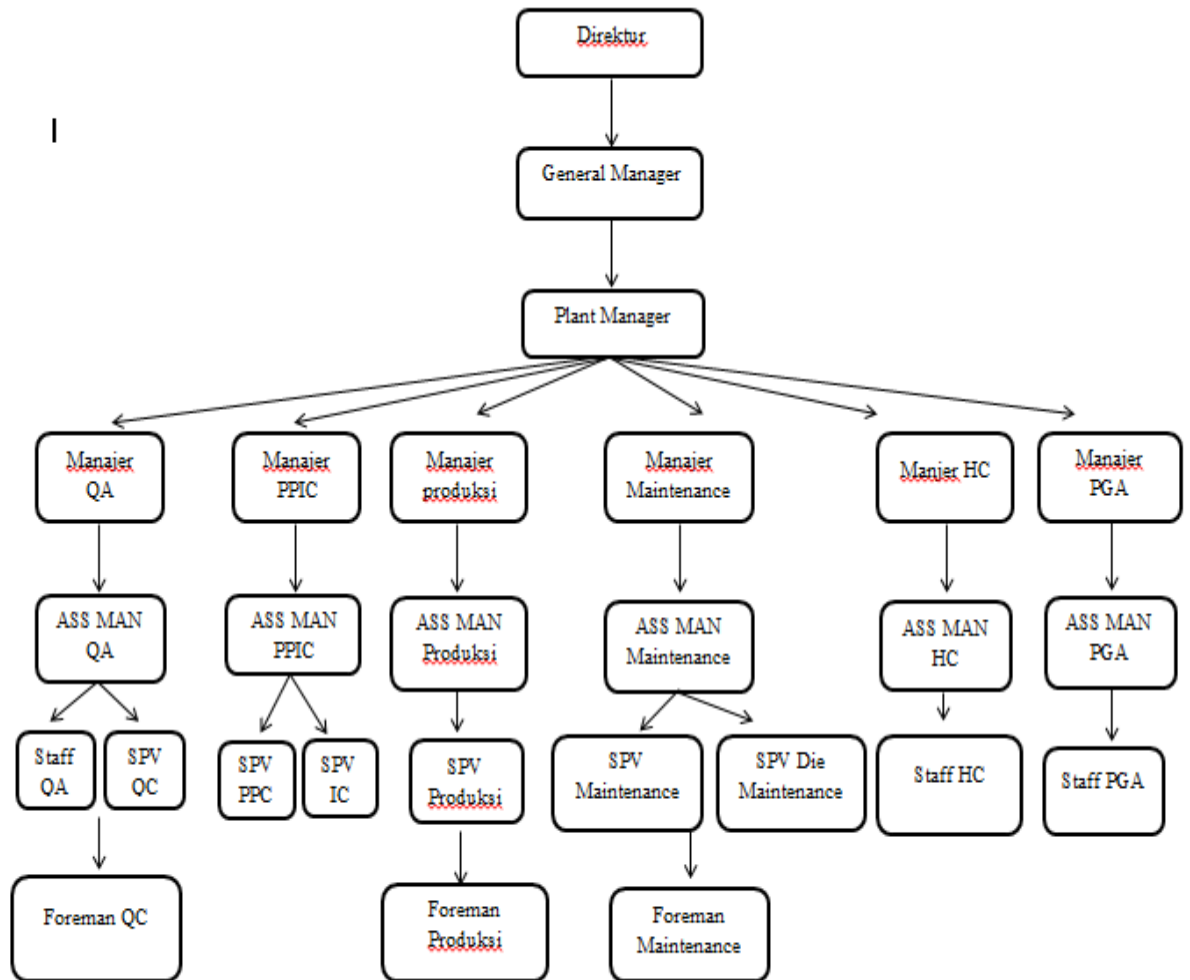 Direktur
General Manager
Plant Manager
Manajer
QA
Manajer
PPIC
Manajer
produksi
Manajer
Maintenance
Manjer HC
Manajer
PGA
ASS MAN
QA
ASS MAN
PPIC
ASS MAN
Produksi
ASS MAN
Maintenance
ASS MAN
HC
ASS MAN
PGA
Staff
QA
SPV
QC
SPV
PPC
SPV
IC
SPV
Produksi
SPV
Maintenance
SPV Die
Maintenance
Staff HC
Staff PGA
Foreman QC
Foreman
Produksi
Foreman
Maintenance